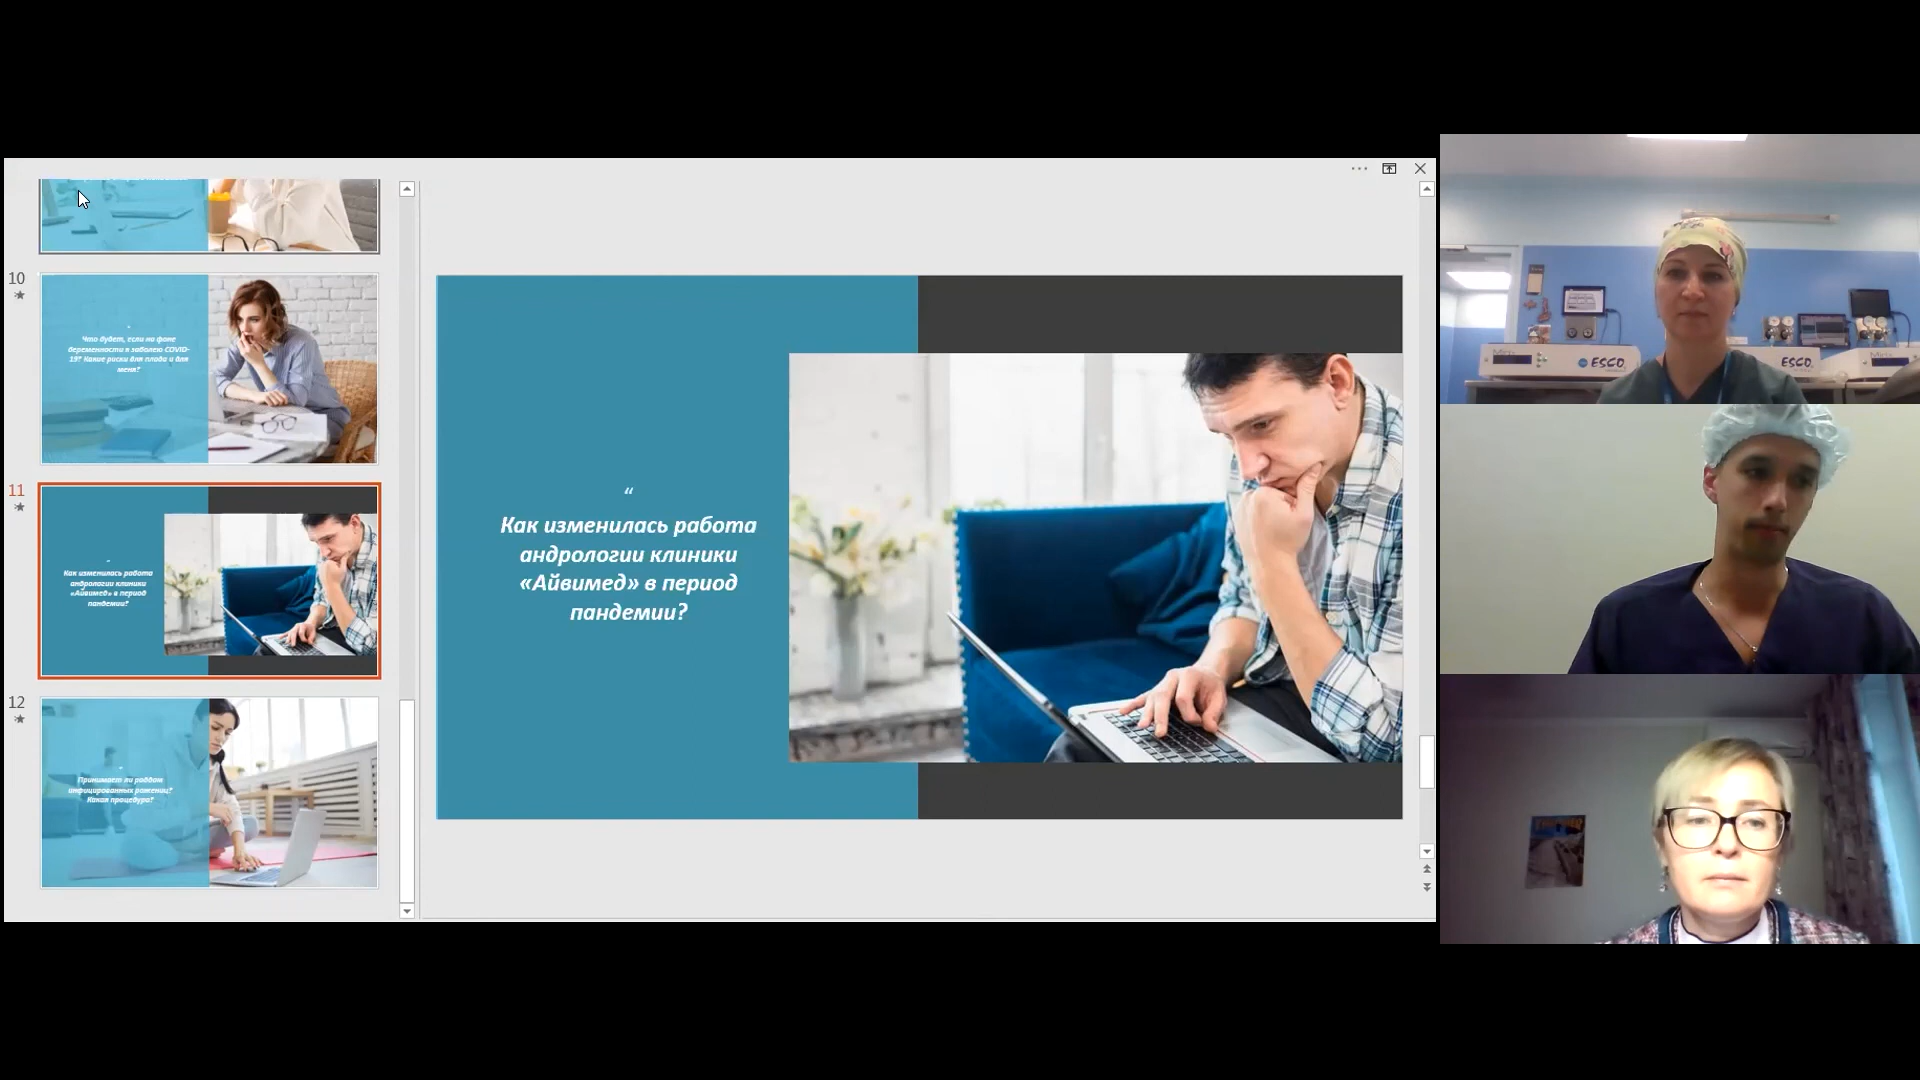 10
Что будет, если на фоне
беременности я заболею COVID-
19? Какие риски для плода и для
меня?
11
“
Как изменилась работа
андрологии клиники
«Айвимед» в период
пандемии?
12
Принимает ли роддом
инфицированных рожениц?
Какая процедура?
“
Как изменилась работа
андрологии клиники
«Айвимед» в период
пандемии?
ESCO
ESCO